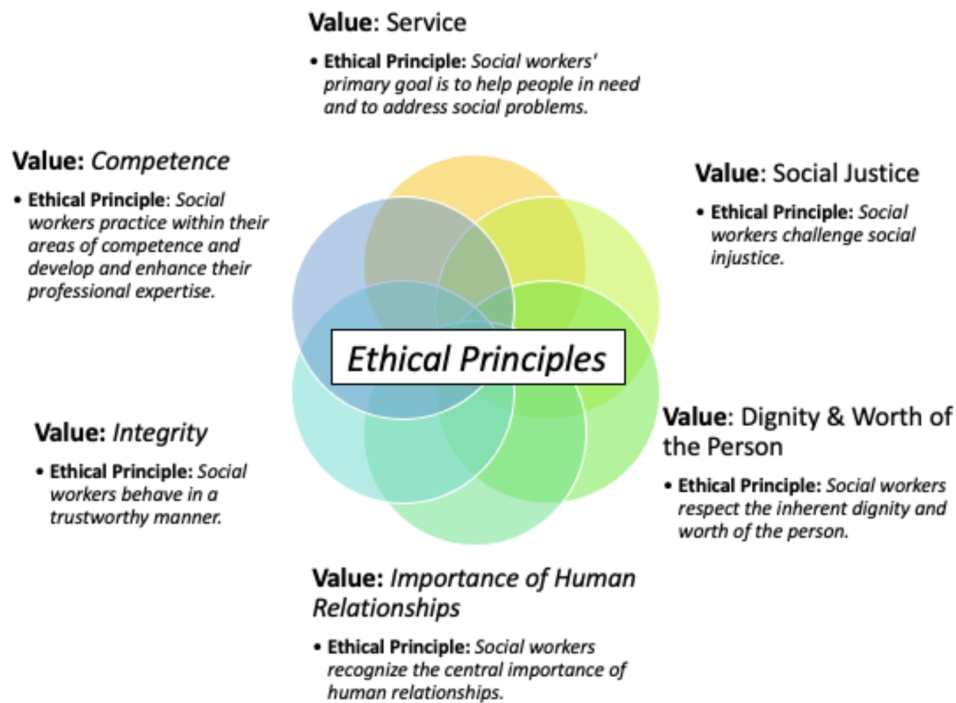 Value: Service
• Ethical Principle: Social workers'
primary goal is to help people in need
and to address social problems.
Value: Competence
• Ethical Principle: Social
workers practice within their
areas of competence and
develop and enhance their
professional expertise.
Value: Social Justice
• Ethical Principle: Social
workers challenge social
injustice.
Ethical Principles
Value: Integrity
• Ethical Principle: Social
workers behave in a
trustworthy manner.
Value: Dignity & Worth of
the Person
• Ethical Principle: Social workers
respect the inherent dignity and
worth of the person.
Value: Importance of Human
Relationships
• Ethical Principle: Social workers
recognize the central importance of
human relationships.